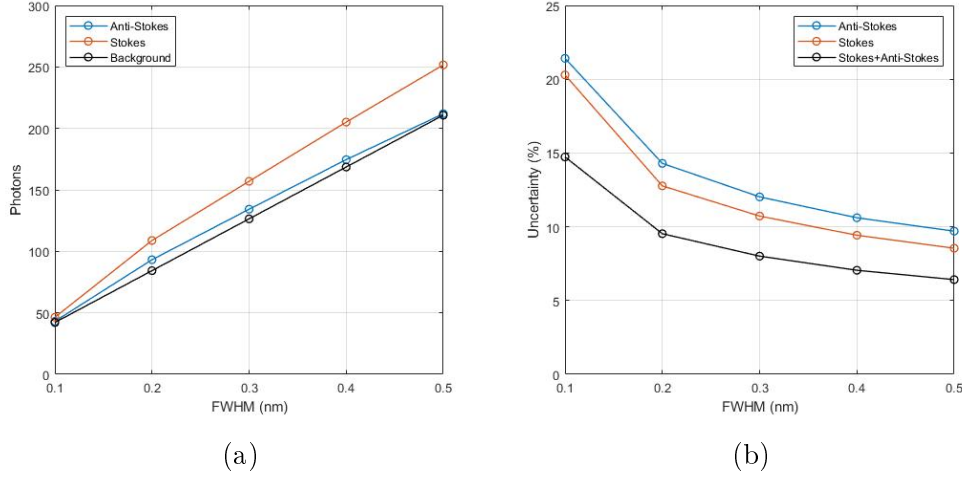 300
250
200
150
100
50
0
Photons
Anti-Stokes
Stokes
Background
0.1 0.2 0.3 0.4 0.5
FWHM (nm)
(a)
25
20
15
10
5
0
Uncertainty (%)
Anti-Stokes
Stokes
Stokes+Anti-Stokes
0.1 0.2 0.3 0.4 0.5
FWHM (nm)
(b)